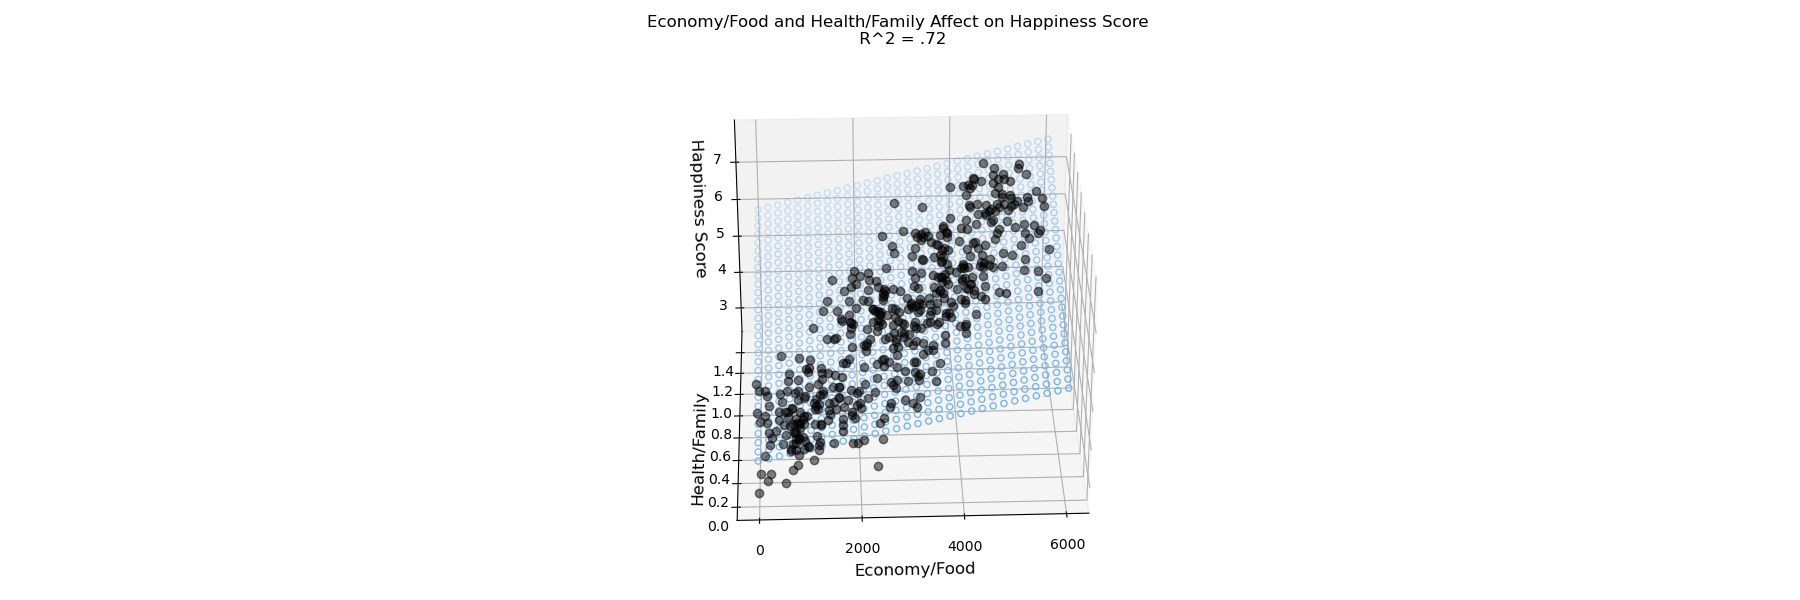 Economy/Food and Health/Family Affect on Happiness Score
R^2 = .72
Happiness Score
7
6
5
4
3
Health/Family
1.4
1.2
1.0
0.8
0.6
0.4
0.2
0.0
0 2000 4000 6000
Economy/Food